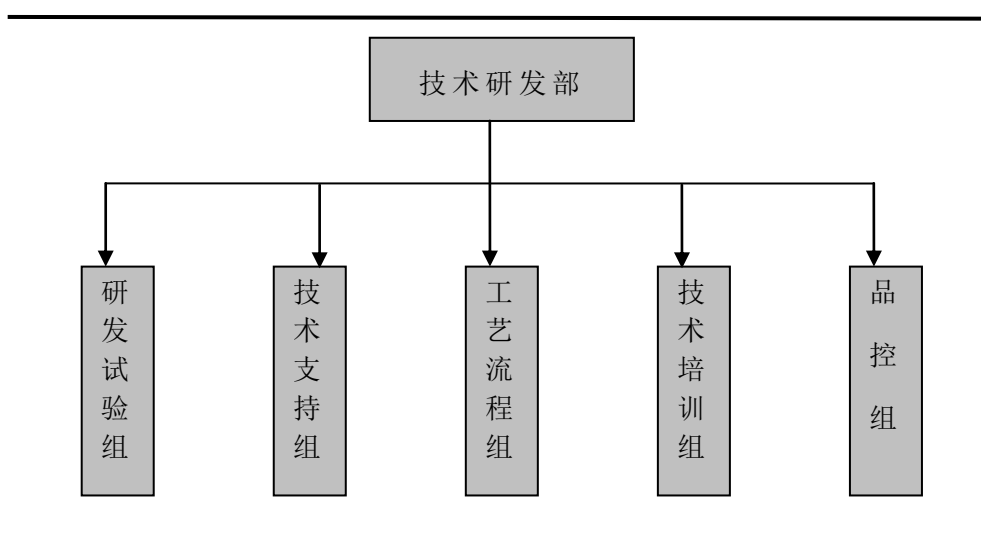 技术研发部
研发试验组
技术支持组
工艺流程组
技术培训组
品控组